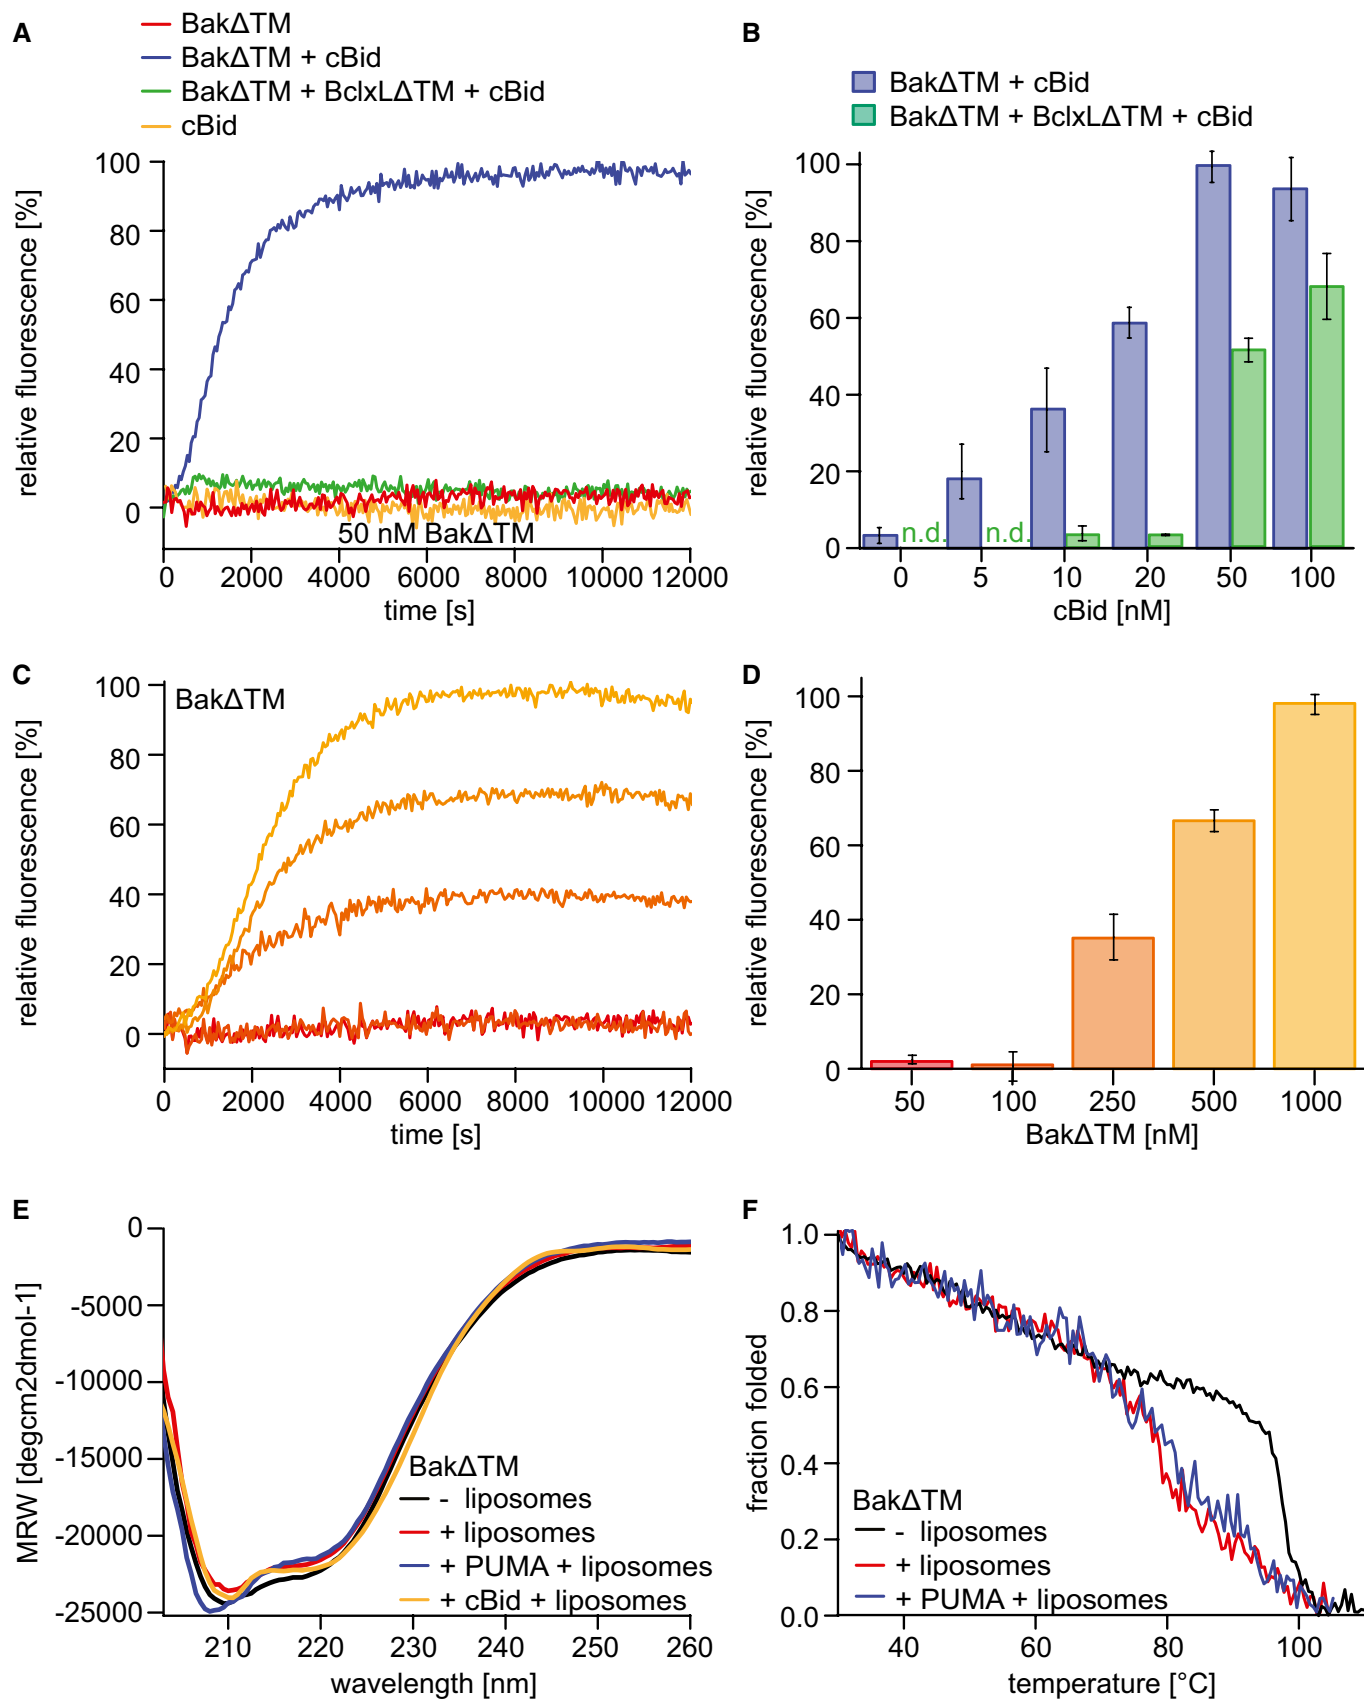 A
BakΔTM
BakΔTM + cBid
BakΔTM + BclxLΔTM + cBid
cBid
relative fluorescence [%]
100
80
60
40
20
0
50 nM BakΔTM
0 2000 4000 6000 8000 10000 12000
time [s]
B
BakΔTM + cBid
BakΔTM + BclxLΔTM + cBid
relative fluorescence [%]
100
80
60
40
20
0
n.d. n.d.
0 5 10 20 50 100
cBid [nM]
C
BakΔTM
relative fluorescence [%]
100
80
60
40
20
0
0 2000 4000 6000 8000 10000 12000
time [s]
D
relative fluorescence [%]
100
80
60
40
20
0
50 100 250 500 1000
BakΔTM [nM]
E
MRW [degcm2dmol-1]
0
-5000
-10000
-15000
-20000
-25000
BakΔTM
- liposomes
+ liposomes
+ PUMA + liposomes
+ cBid + liposomes
210 220 230 240 250 260
wavelength [nm]
F
fraction folded
1.0
0.8
0.6
0.4
0.2
0.0
BakΔTM
- liposomes
+ liposomes
+ PUMA + liposomes
40 60 80 100
temperature [°C]